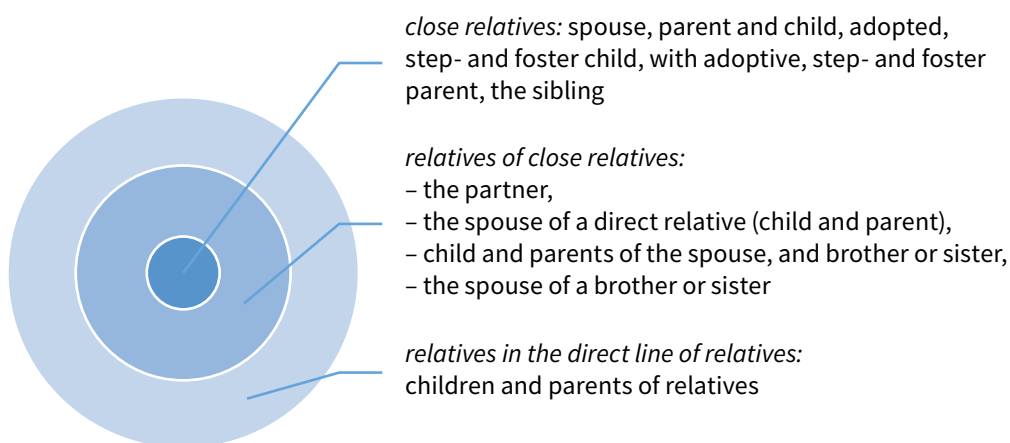 close relatives: spouse, parent and child, adopted,
step- and foster child, with adoptive, step- and foster
parent, the sibling
relatives of close relatives:
– the partner,
– the spouse of a direct relative (child and parent),
– child and parents of the spouse, and brother or sister,
– the spouse of a brother or sister
relatives in the direct line of relatives:
children and parents of relatives